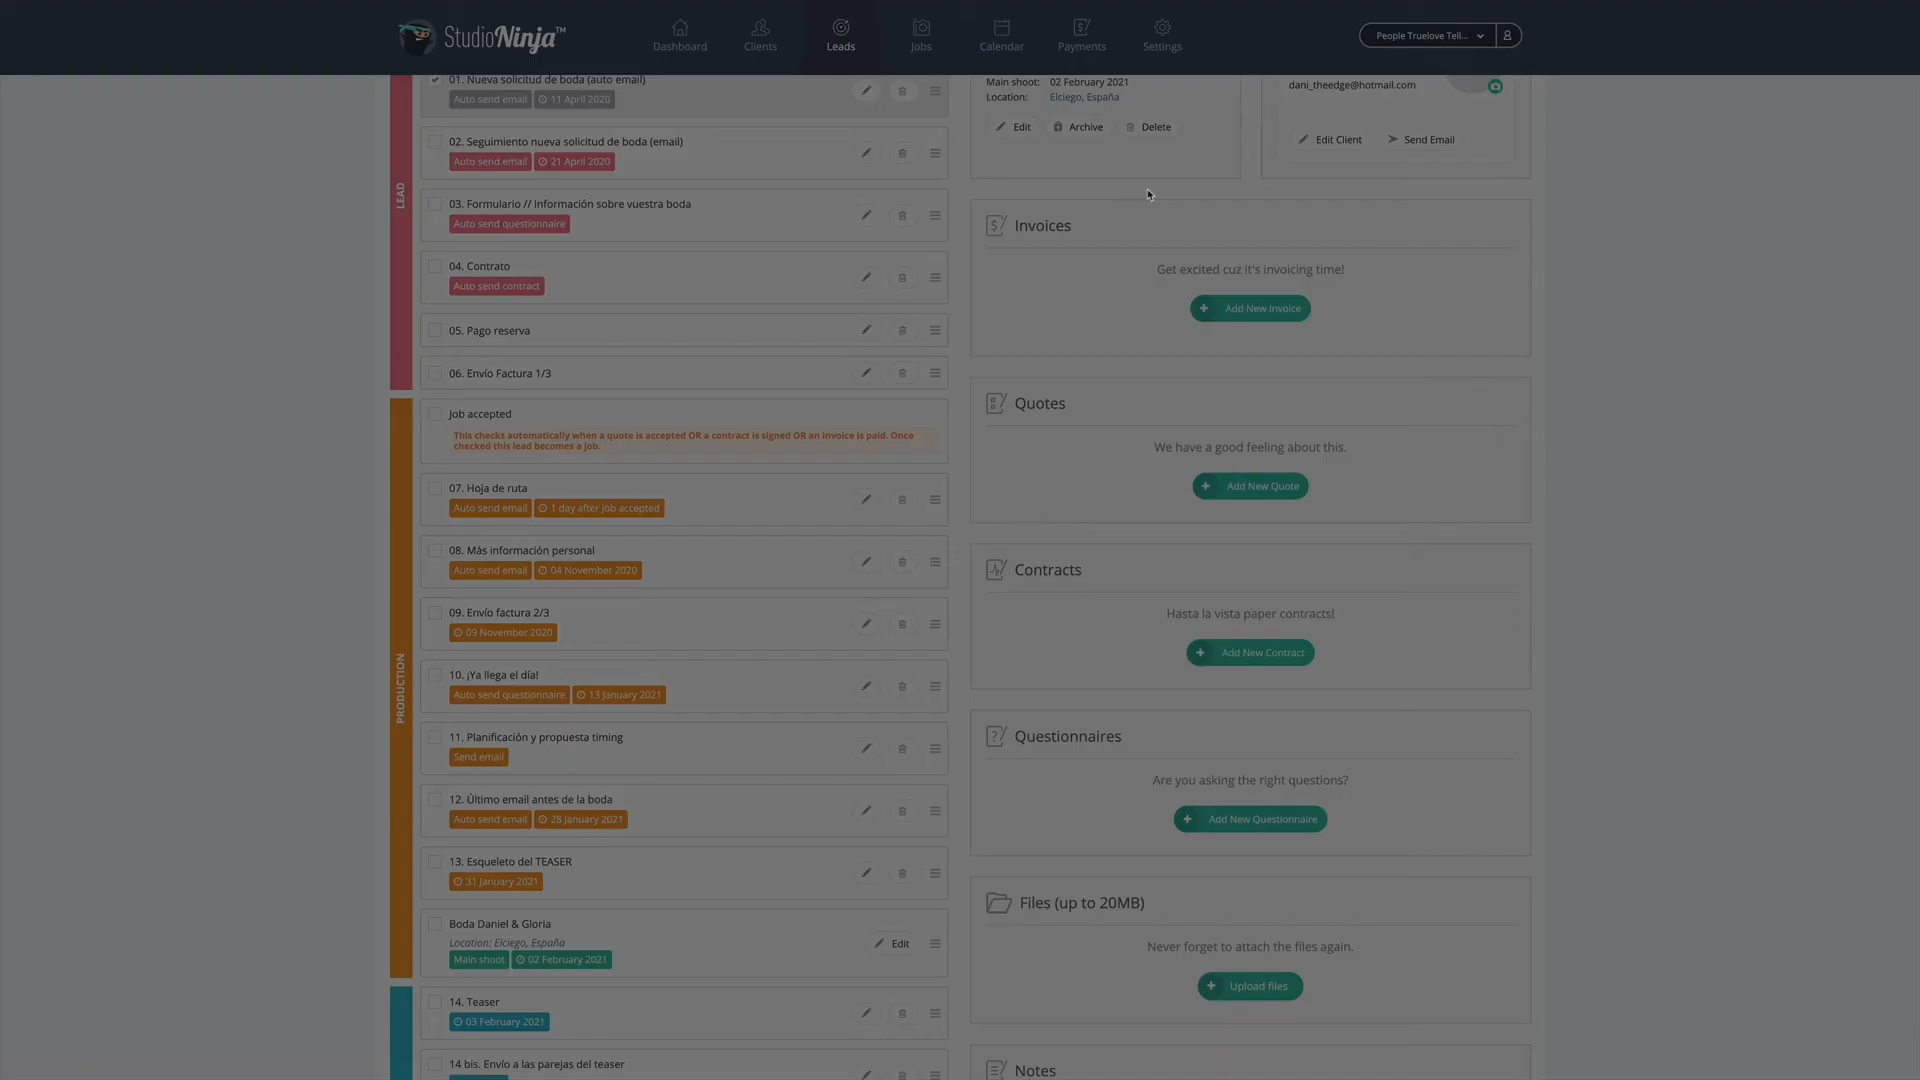 StudioNinja™
Dashboard
Clients
Leads
Jobs
Calendar
Payments
Settings
People Truelove Tell...
01. Nueva solicitud de boda (auto email)
Auto send email
11 April 2020
02. Seguimiento nueva solicitud de boda (email)
Auto send email
21 April 2020
03. Formulario // Información sobre vuestra boda
Auto send questionnaire
04. Contrato
Auto send contract
05. Pago reserva
06. Envío Factura 1/3
LEAD
Job accepted
This checks automatically when a quote is accepted OR a contract is signed OR an invoice is paid. Once
checked this lead becomes a job.
07. Hoja de ruta
Auto send email
1 day after job accepted
08. Más información personal
Auto send email
04 November 2020
09. Envío factura 2/3
09 November 2020
10. ¡Ya llega el día!
Auto send questionnaire
13 January 2021
11. Planificación y propuesta timing
Send email
12. Último email antes de la boda
Auto send email
28 January 2021
13. Esqueleto del TEASER
31 January 2021
Boda Daniel & Gloria
Location: Elciego, España
Main shoot
02 February 2021
Edit
PRODUCTION
14. Teaser
03 February 2021
14 bis. Envío a las parejas del teaser
Main shoot: 02 February 2021
Location: Elciego, España
Edit
Archive
Delete
dani_theedge@hotmail.com
Edit Client
Send Email
Invoices
Get excited cuz it's invoicing time!
Add New Invoice
Quotes
We have a good feeling about this.
Add New Quote
Contracts
Hasta la vista paper contracts!
Add New Contract
Questionnaires
Are you asking the right questions?
Add New Questionnaire
Files (up to 20MB)
Never forget to attach the files again.
Upload files
Notes